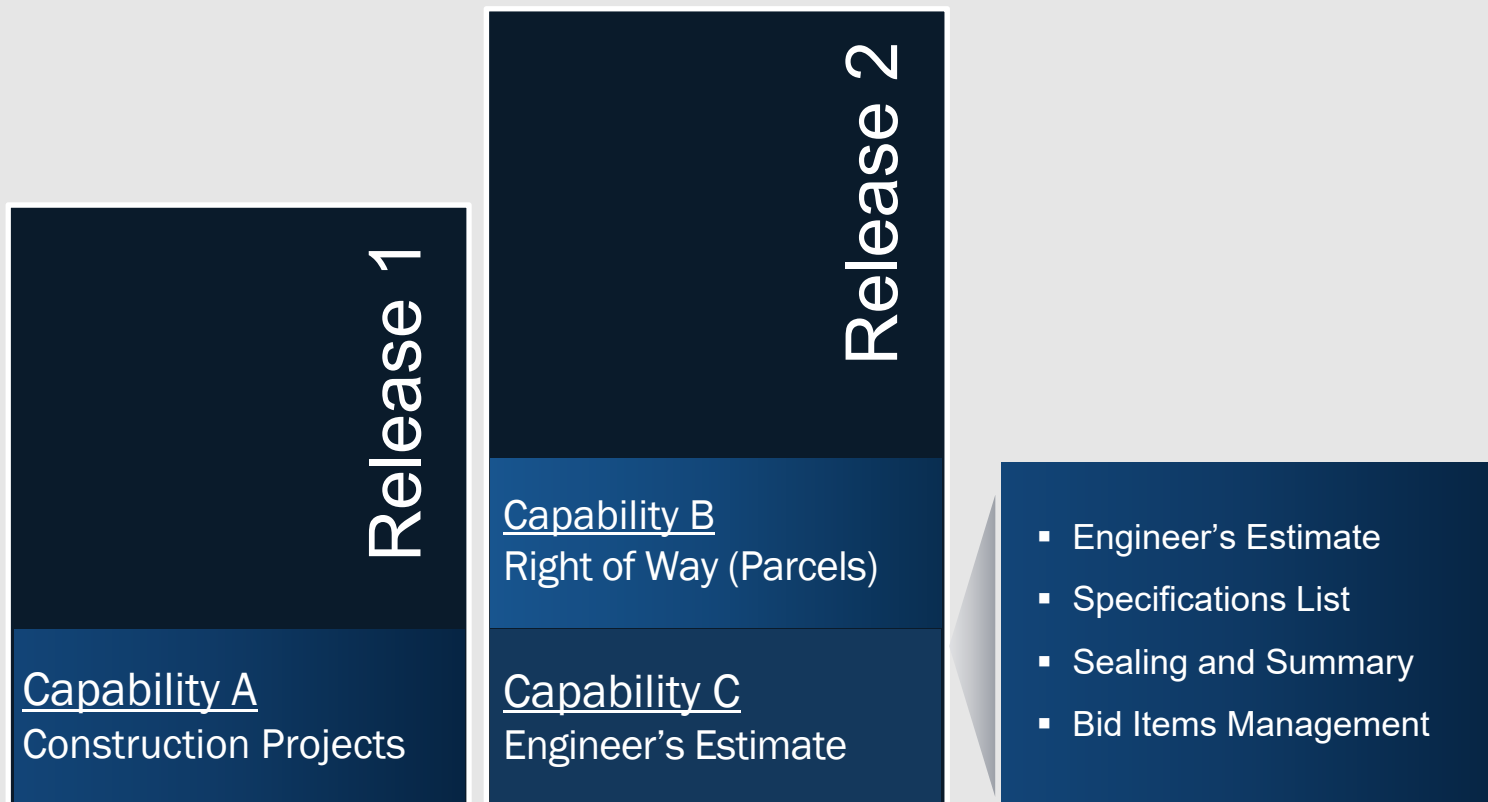 Release 1
Capability A
Construction Projects
Release 2
Capability B
Right of Way (Parcels)
Capability C
Engineer’s Estimate
▪ Engineer’s Estimate
▪ Specifications List
▪ Sealing and Summary
▪ Bid Items Management